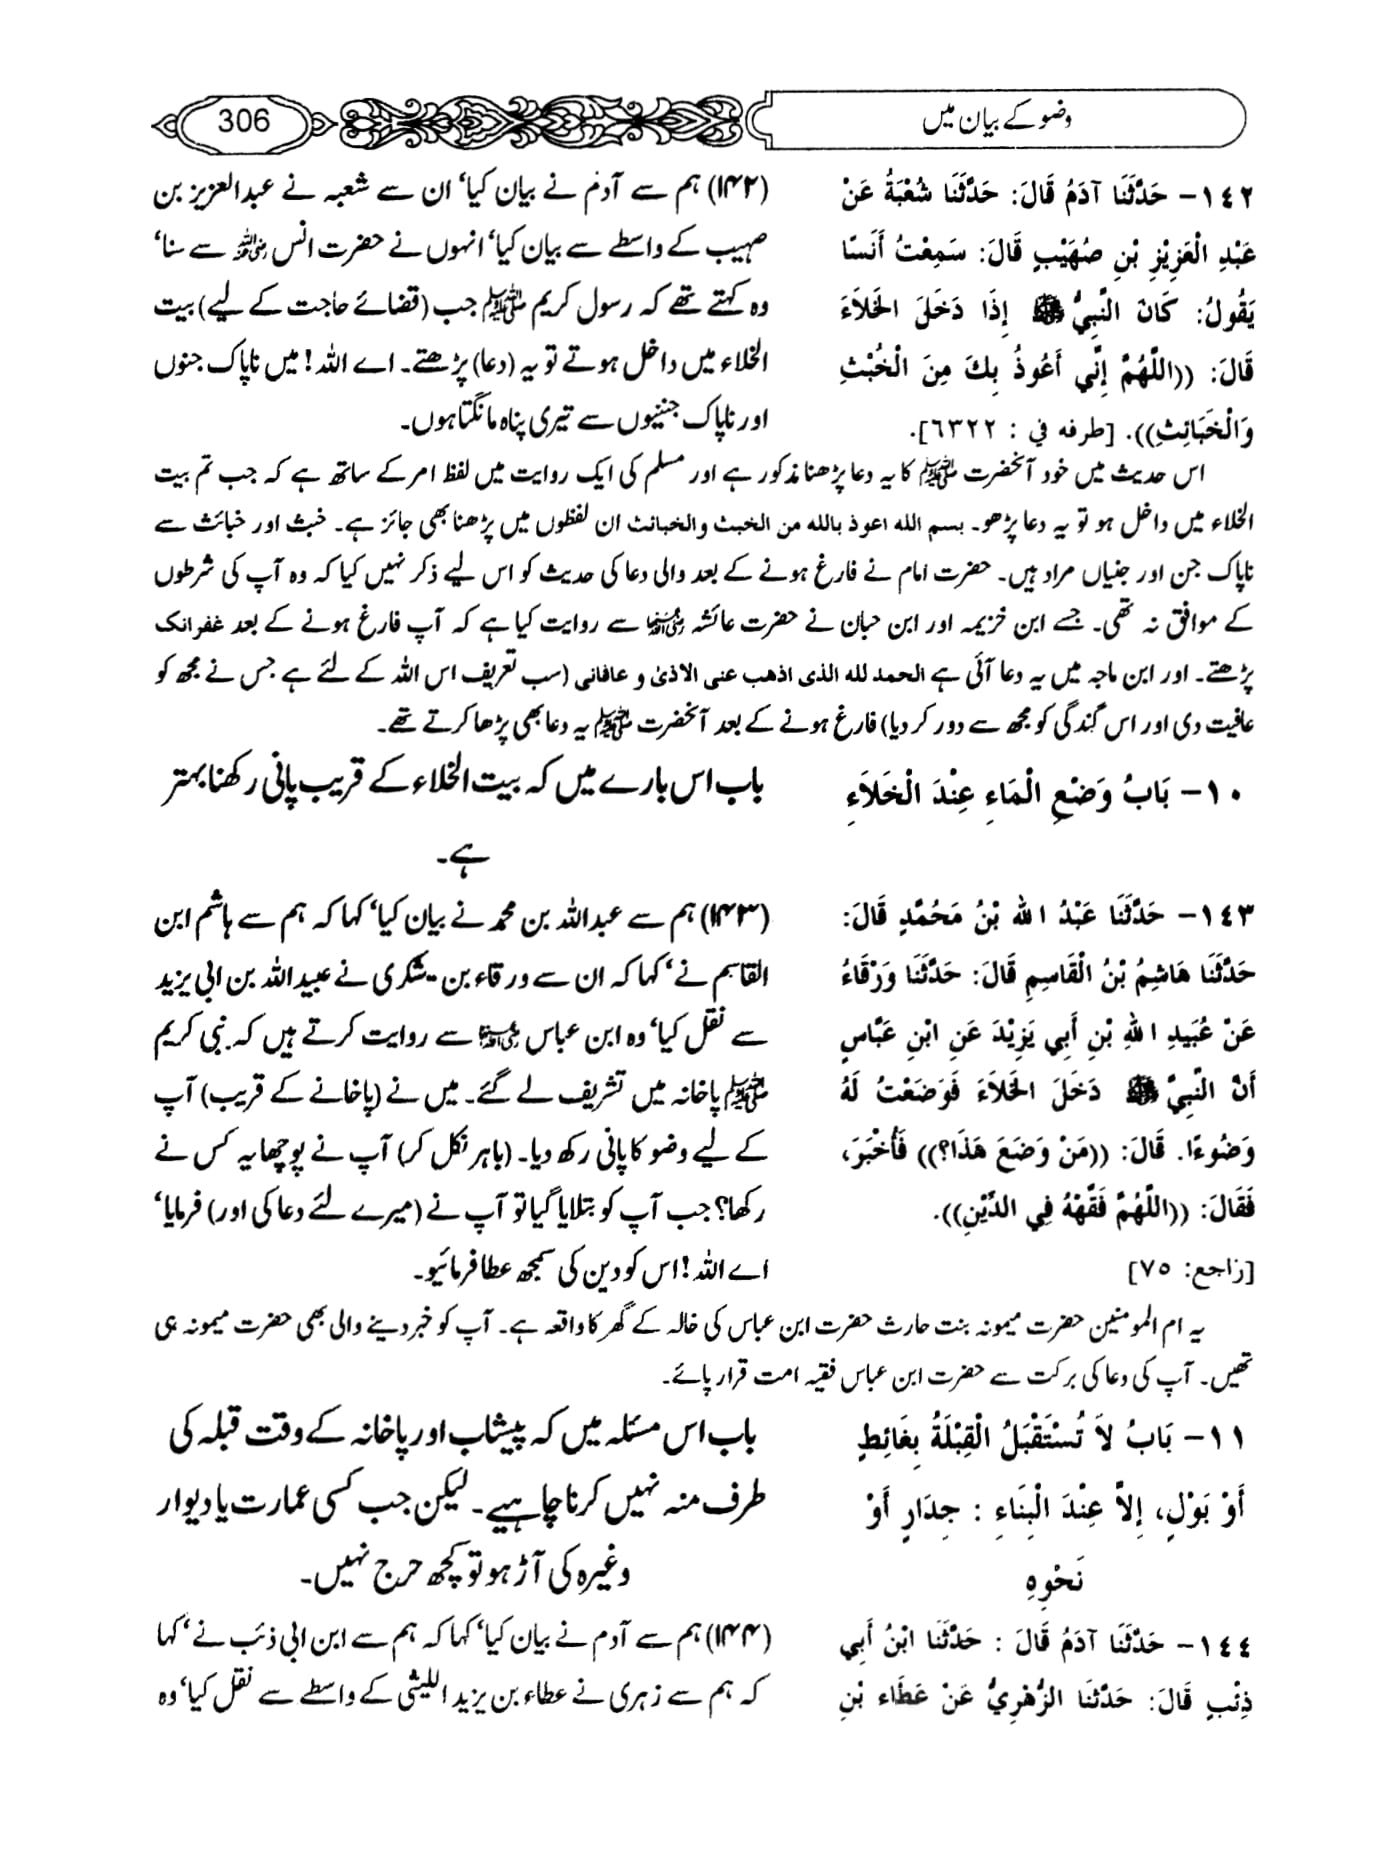 306
وضو کے بیان میں
١٤٢- حَدَّثَنَا آدَمُ قَالَ: حَدَّثَنَا شُعْبَةُ عَنْ
عَبْدِ الْعَزِيْزِ بْنِ صُهَيْبٍ قَالَ: سَمِعْتُ أَنَسًا
يَقُولُ: كَانَ النَّبِيُّ ﷺ إِذَا دَخَلَ الْخَلاَءَ
قَالَ: ((اللَّهُمَّ إِنِّي أَعُوذُ بِكَ مِنَ الْخُبْثِ
وَالْخَبَائِثِ)). [طرفه في : ٦٣٢٢].
(۱۴۲) ہم سے آدم نے بیان کیا‘ ان سے شعبہ نے عبدالعزیز بن
صہیب کے واسطے سے بیان کیا‘ انہوں نے حضرت انس رضی اللہ عنہ سے سنا‘
وہ کہتے تھے کہ رسول کریم ﷺ جب (قضائے حاجت کے لیے) بیت
الخلاء میں داخل ہوتے تو یہ (دعا) پڑھتے۔ اے اللہ! میں ناپاک جنوں
اور ناپاک جنیوں سے تیری پناہ مانگتا ہوں۔
اس حدیث میں خود آنحضرت ﷺ کا یہ دعا پڑھنا مذکور ہے اور مسلم کی ایک روایت میں لفظ امر کے ساتھ ہے کہ جب تم بیت
الخلاء میں داخل ہو تو یہ دعا پڑھو۔ بسم الله اعوذ بالله من الخبث والخبائث ان لفظوں میں پڑھنا بھی جائز ہے۔ خبث اور خبائث سے
ناپاک جن اور جنیاں مراد ہیں۔ حضرت امام نے فارغ ہونے کے بعد والی دعا کی حدیث کو اس لیے ذکر نہیں کیا کہ وہ آپ کی شرطوں
کے موافق نہ تھی۔ جسے ابن خزیمہ اور ابن حبان نے حضرت عائشہ رضی اللہ عنہا سے روایت کیا ہے کہ آپ فارغ ہونے کے بعد غفرانک
پڑھتے۔ اور ابن ماجہ میں یہ دعا آئی ہے الحمد لله الذی اذهب عنی الاذیٰ و عافانی (سب تعریف اس اللہ کے لئے ہے جس نے مجھ کو
عافیت دی اور اس گندگی کو مجھ سے دور کر دیا) فارغ ہونے کے بعد آنحضرت ﷺ یہ دعا بھی پڑھا کرتے تھے۔
١٠- بَابُ وَضْعِ الْمَاءِ عِنْدَ الْخَلاَءِ
باب اس بارے میں کہ بیت الخلاء کے قریب پانی رکھنا بہتر
ہے۔
١٤٣- حَدَّثَنَا عَبْدُ اللهِ بْنُ مُحَمَّدٍ قَالَ:
حَدَّثَنَا هَاشِمُ بْنُ الْقَاسِمِ قَالَ: حَدَّثَنَا وَرْقَاءُ
عَنْ عُبَيدِ اللهِ بْنِ أَبِي يَزِيْدَ عَنِ ابْنِ عَبَّاسٍ
أَنَّ النَّبِيَّ ﷺ دَخَلَ الْخَلاَءَ فَوَضَعْتُ لَهُ
وَضُوءًا. قَالَ: ((مَنْ وَضَعَ هَذَا؟)) فَأُخْبِرَ،
فَقَالَ: ((اللَّهُمَّ فَقِّهْهُ فِي الدِّيْنِ)).
[راجع: ٧٥]
(۱۴۳) ہم سے عبداللہ بن محمد نے بیان کیا‘ کہا کہ ہم سے ہاشم ابن
القاسم نے‘ کہا کہ ان سے ورقاء بن یشکری نے عبیداللہ بن ابی یزید
سے نقل کیا‘ وہ ابن عباس رضی اللہ عنہما سے روایت کرتے ہیں کہ نبی کریم
ﷺ پاخانہ میں تشریف لے گئے۔ میں نے (پاخانے کے قریب) آپ
کے لیے وضو کا پانی رکھ دیا۔ (باہر نکل کر) آپ نے پوچھا یہ کس نے
رکھا؟ جب آپ کو بتلایا گیا تو آپ نے (میرے لئے دعا کی اور) فرمایا‘
اے اللہ! اس کو دین کی سمجھ عطا فرمائیو۔
یہ ام المومنین حضرت میمونہ بنت حارث حضرت ابن عباس کی خالہ کے گھر کا واقعہ ہے۔ آپ کو خبر دینے والی بھی حضرت میمونہ ہی
تھیں۔ آپ کی دعا کی برکت سے حضرت ابن عباس فقیہ امت قرار پائے۔
١١- بَابُ لاَ تُسْتَقْبَلُ الْقِبْلَةُ بِغَائِطٍ
أَوْ بَوْلٍ، إِلاَّ عِنْدَ الْبِنَاءِ : جِدَارٍ أَوْ
نَحْوِهِ
باب اس مسئلہ میں کہ پیشاب اور پاخانہ کے وقت قبلہ کی
طرف منہ نہیں کرنا چاہیے۔ لیکن جب کسی عمارت یا دیوار
وغیرہ کی آڑ ہو تو کچھ حرج نہیں۔
١٤٤- حَدَّثَنَا آدَمُ قَالَ : حَدَّثَنَا ابْنُ أَبِي
ذِئْبٍ قَالَ: حَدَّثَنَا الزُّهْرِيُّ عَنْ عَطَاءِ بْنِ
(۱۴۴) ہم سے آدم نے بیان کیا‘ کہا کہ ہم سے ابن ابی ذئب نے‘ کہا
کہ ہم سے زہری نے عطاء بن یزید اللیثی کے واسطے سے نقل کیا‘ وہ